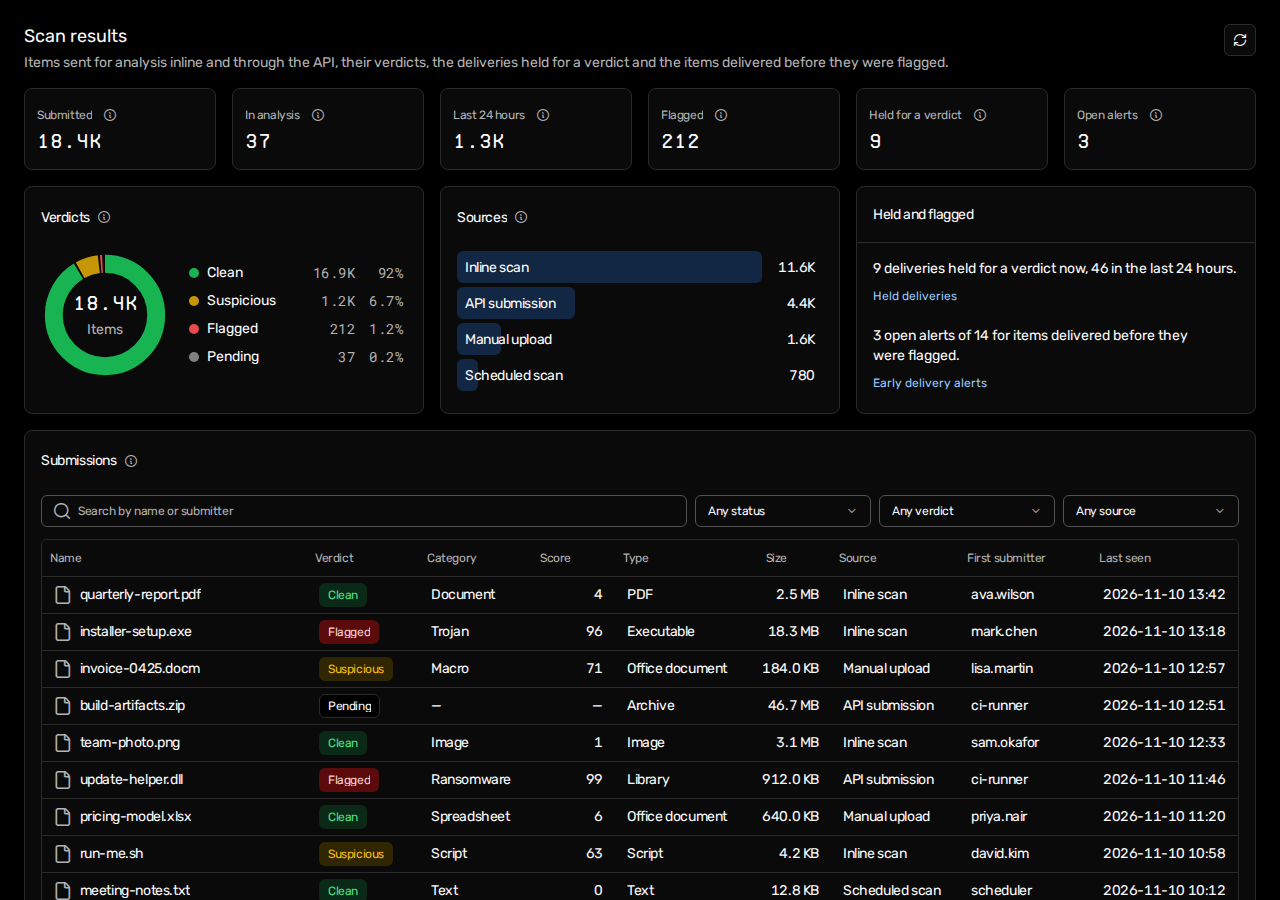 Scan results
Items sent for analysis inline and through the API, their verdicts, the deliveries held for a verdict and the items delivered before they were flagged.
Submitted
18.4K
In analysis
37
Last 24 hours
1.3K
Flagged
212
Held for a verdict
9
Open alerts
3
Verdicts
18.4K
Items
Clean 16.9K 92%
Suspicious 1.2K 6.7%
Flagged 212 1.2%
Pending 37 0.2%
Sources
Inline scan 11.6K
API submission 4.4K
Manual upload 1.6K
Scheduled scan 780
Held and flagged
9 deliveries held for a verdict now, 46 in the last 24 hours.
Held deliveries
3 open alerts of 14 for items delivered before they
were flagged.
Early delivery alerts
Submissions
Search by name or submitter Any status Any verdict Any source
Name Verdict Category Score Type Size Source First submitter Last seen
quarterly-report.pdf Clean Document 4 PDF 2.5 MB Inline scan ava.wilson 2026-11-10 13:42
installer-setup.exe Flagged Trojan 96 Executable 18.3 MB Inline scan mark.chen 2026-11-10 13:18
invoice-0425.docm Suspicious Macro 71 Office document 184.0 KB Manual upload lisa.martin 2026-11-10 12:57
build-artifacts.zip Pending – – Archive 46.7 MB API submission ci-runner 2026-11-10 12:51
team-photo.png Clean Image 1 Image 3.1 MB Inline scan sam.okafor 2026-11-10 12:33
update-helper.dll Flagged Ransomware 99 Library 912.0 KB API submission ci-runner 2026-11-10 11:46
pricing-model.xlsx Clean Spreadsheet 6 Office document 640.0 KB Manual upload priya.nair 2026-11-10 11:20
run-me.sh Suspicious Script 63 Script 4.2 KB Inline scan david.kim 2026-11-10 10:58
meeting-notes.txt Clean Text 0 Text 12.8 KB Scheduled scan scheduler 2026-11-10 10:12